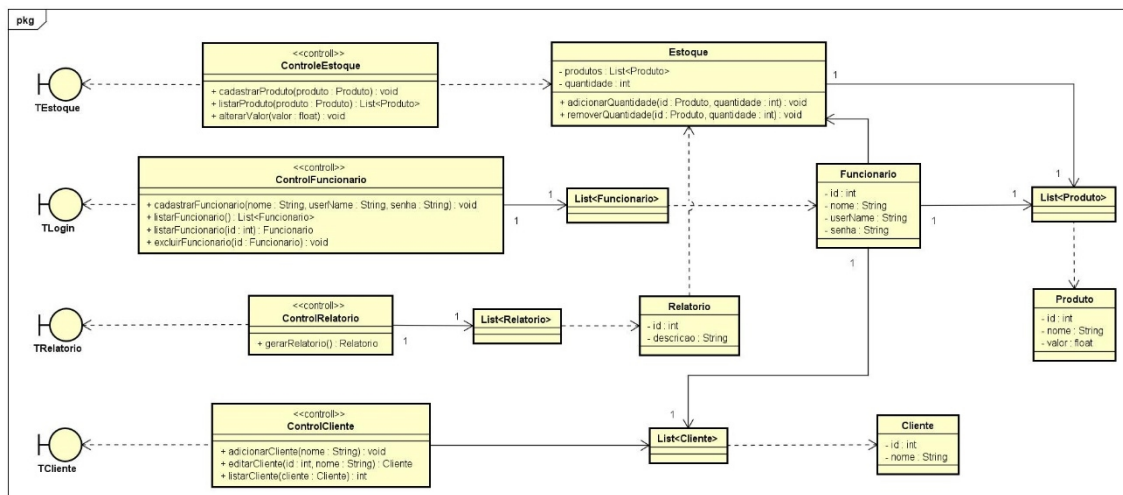 pkg
TEstoque
<<controll>>
ControleEstoque
+ cadastrarProduto(produto : Produto) : void
+ listarProduto(produto : Produto) : List<Produto>
+ alterarValor(valor : float) : void
Estoque
- produtos : List<Produto>
- quantidade : int
+ adicionarQuantidade(id : Produto, quantidade : int) : void
+ removerQuantidade(id : Produto, quantidade : int) : void
1
1
TLogin
<<controll>>
ControlFuncionario
+ cadastrarFuncionario(nome : String, userName : String, senha : String) : void
+ listarFuncionario() : List<Funcionario>
+ listarFuncionario(id : int) : Funcionario
+ excluirFuncionario(id : Funcionario) : void
1
1
List<Funcionario>
1
1
Funcionario
- id : int
- nome : String
- userName : String
- senha : String
1
1
1
List<Produto>
Produto
- id : int
- nome : String
- valor : float
TRelatorio
<<controll>>
ControlRelatorio
+ gerarRelatorio() : Relatorio
1
1
List<Relatorio>
Relatorio
- id : int
- descricao : String
TCliente
<<controll>>
ControlCliente
+ adicionarCliente(nome : String) : void
+ editarCliente(id : int, nome : String) : Cliente
+ listarCliente(cliente : Cliente) : int
1
List<Cliente>
Cliente
- id : int
- nome : String